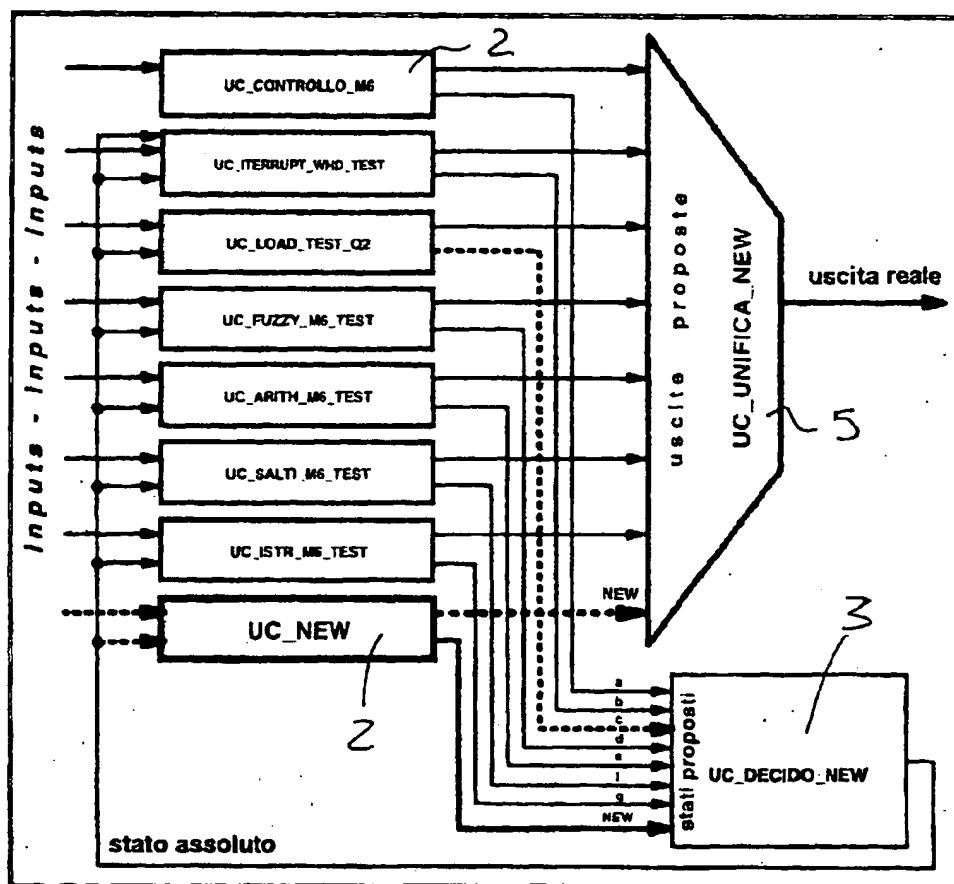 UC_CONTROLLO_M6
2
UC_ITERRUPT_WHD_TEST
UC_LOAD_TEST_Q2
UC_FUZZY_M6_TEST
UC_ARITH_M6_TEST
UC_SALTI_M6_TEST
UC_ISTR_M6_TEST
UC_NEW
2
Inputs - Inputs - Inputs
uscite proposte
UC_UNIFICA_NEW
5
uscita reale
NEW
a
b
c
d
e
f
g
NEW
stati proposti
UC_DECIDO_NEW
3
stato assoluto